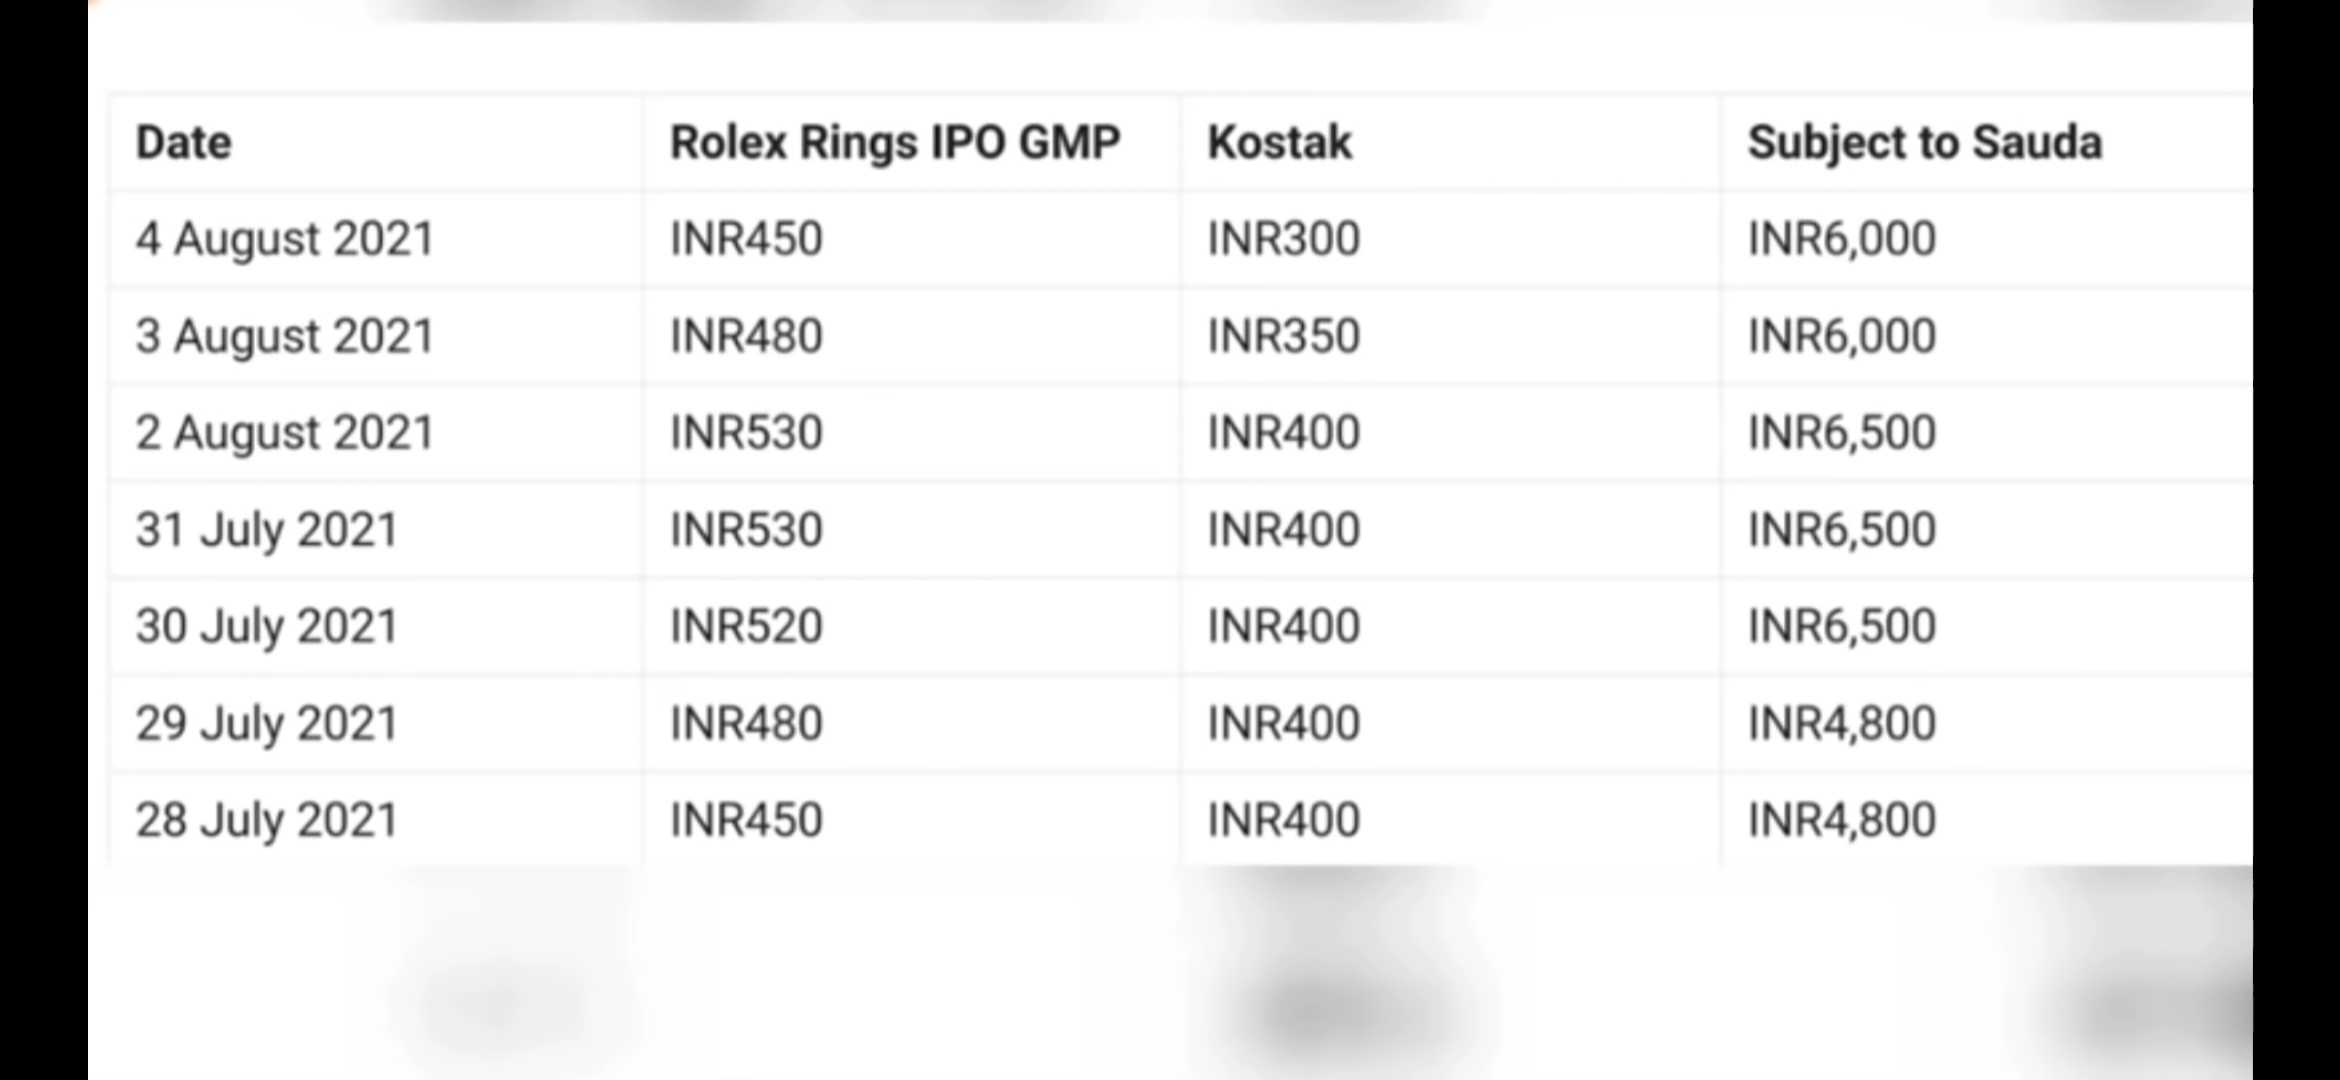 Date Rolex Rings IPO GMP Kostak Subject to Sauda
4 August 2021 INR450 INR300 INR6,000
3 August 2021 INR480 INR350 INR6,000
2 August 2021 INR530 INR400 INR6,500
31 July 2021 INR530 INR400 INR6,500
30 July 2021 INR520 INR400 INR6,500
29 July 2021 INR480 INR400 INR4,800
28 July 2021 INR450 INR400 INR4,800